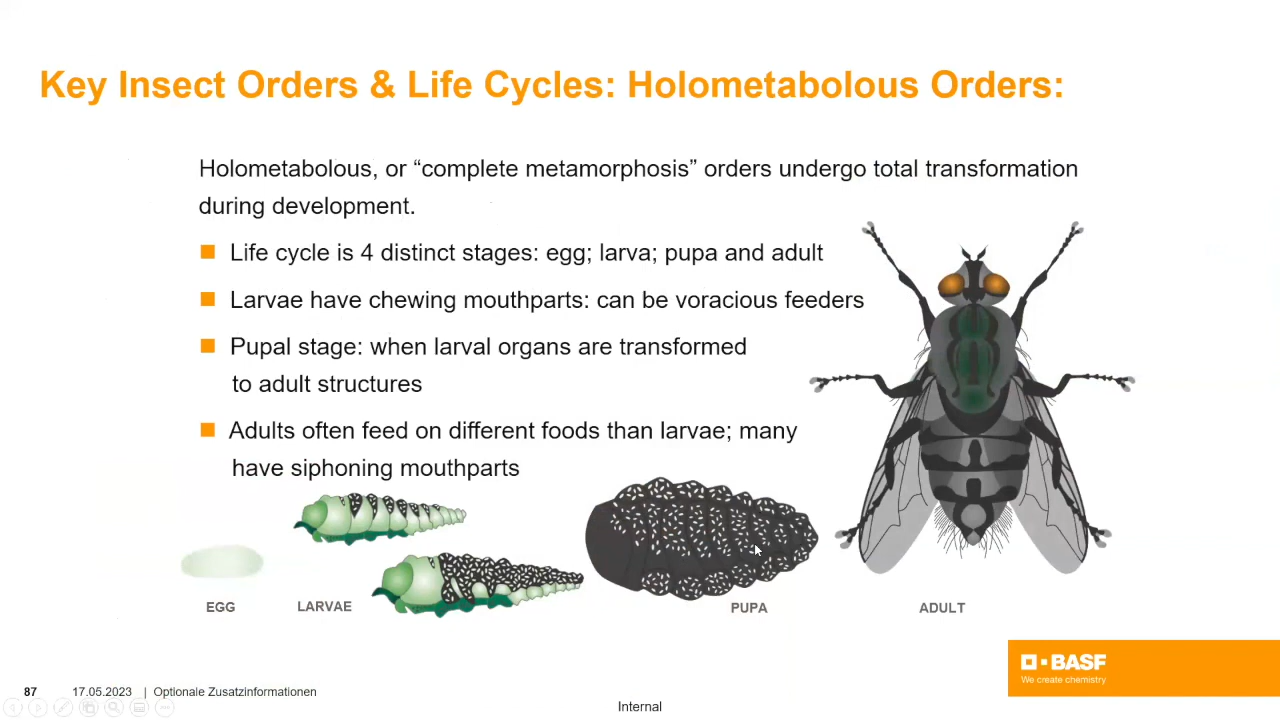 Key Insect Orders & Life Cycles: Holometabolous Orders:
Holometabolous, or “complete metamorphosis” orders undergo total transformation
during development.
Life cycle is 4 distinct stages: egg; larva; pupa and adult
Larvae have chewing mouthparts: can be voracious feeders
Pupal stage: when larval organs are transformed
to adult structures
Adults often feed on different foods than larvae; many
have siphoning mouthparts
EGG
LARVAE
PUPA
ADULT
BASF
We create chemistry
87 17.05.2023 | Optionale Zusatzinformationen
Internal